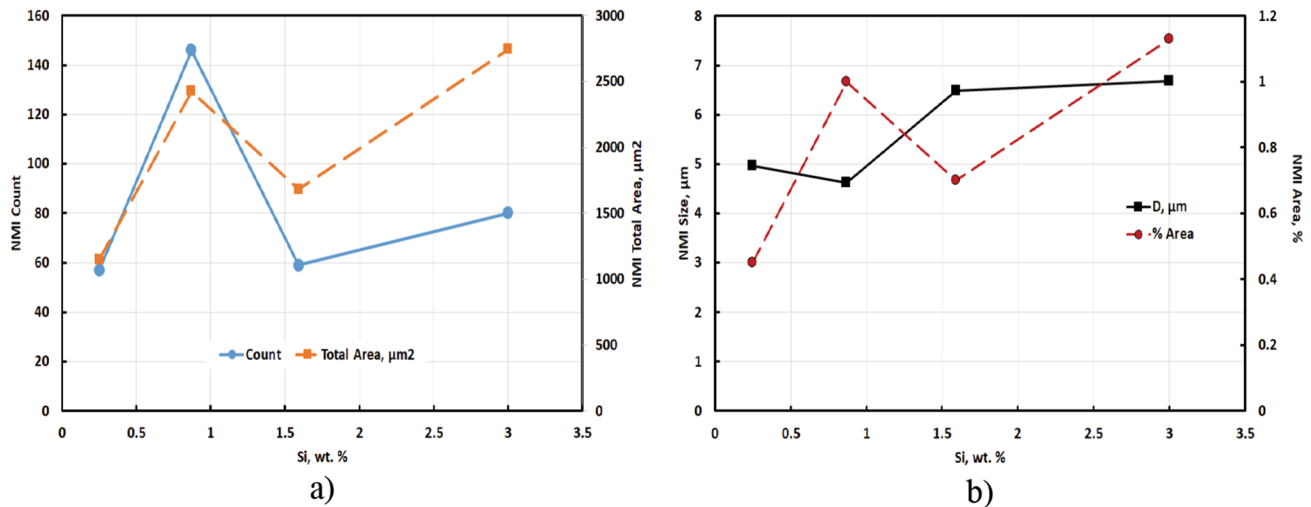 160
140
120
100
80
60
40
20
0
NMI Count
3000
2500
2000
1500
1000
500
0
NMI Total Area, µm2
Count
Total Area, µm2
0 0.5 1 1.5 2 2.5 3 3.5
Si, wt. %
a)
8
7
6
5
4
3
2
1
0
NMI Size, µm
1.2
1
0.8
0.6
0.4
0.2
0
NMI Area, %
D, µm
% Area
0 0.5 1 1.5 2 2.5 3 3.5
Si, wt. %
b)